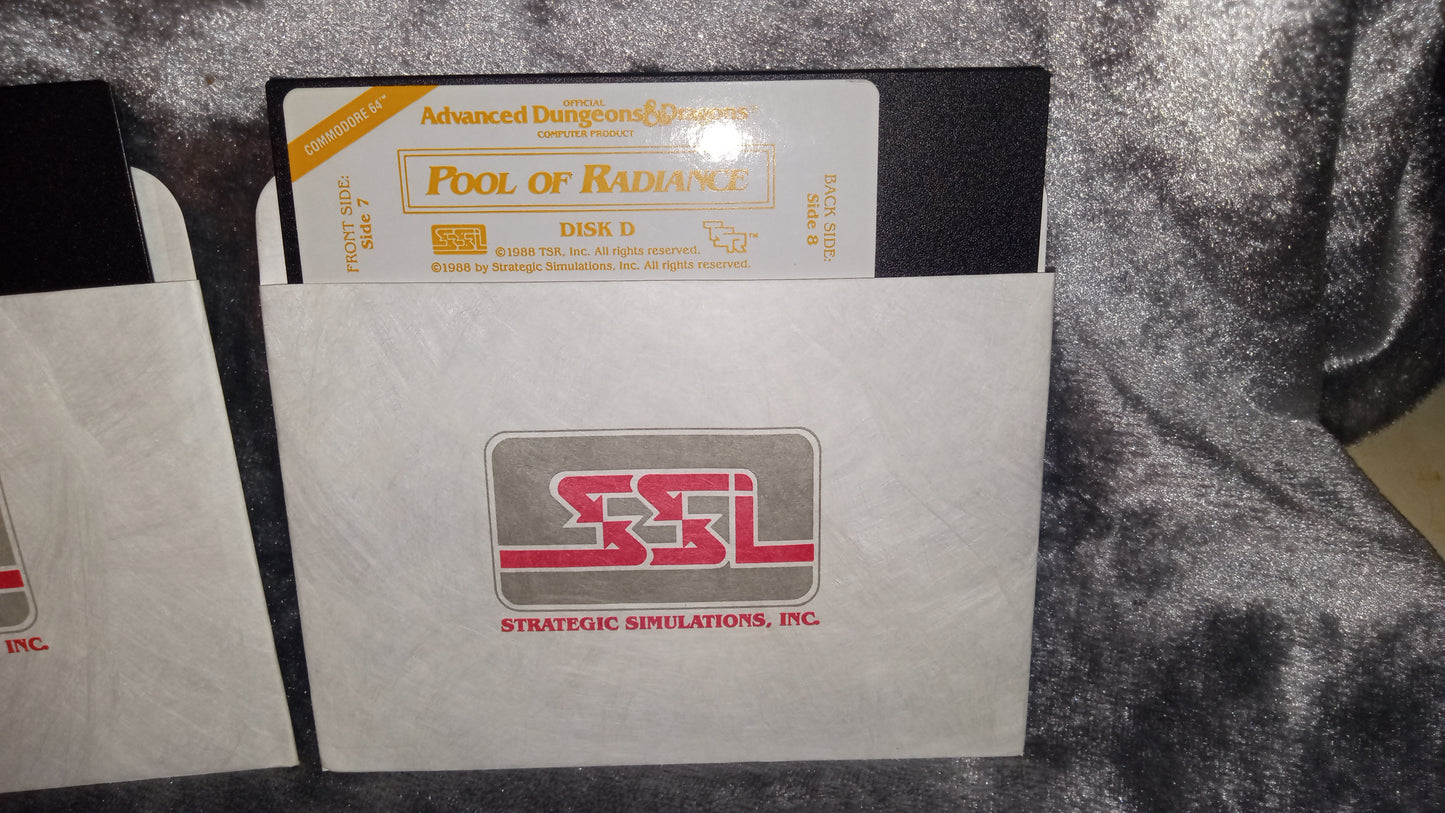 COMMODORE 64™
OFFICIAL
Advanced Dungeons & Dragons
COMPUTER PRODUCT
POOL OF RADIANCE
FRONT SIDE:
Side 7
DISK D
SSI
TSR™
©1988 TSR, Inc. All rights reserved.
©1988 by Strategic Simulations, Inc. All rights reserved.
BACK SIDE:
Side 8
SSI
STRATEGIC SIMULATIONS, INC.
INC.